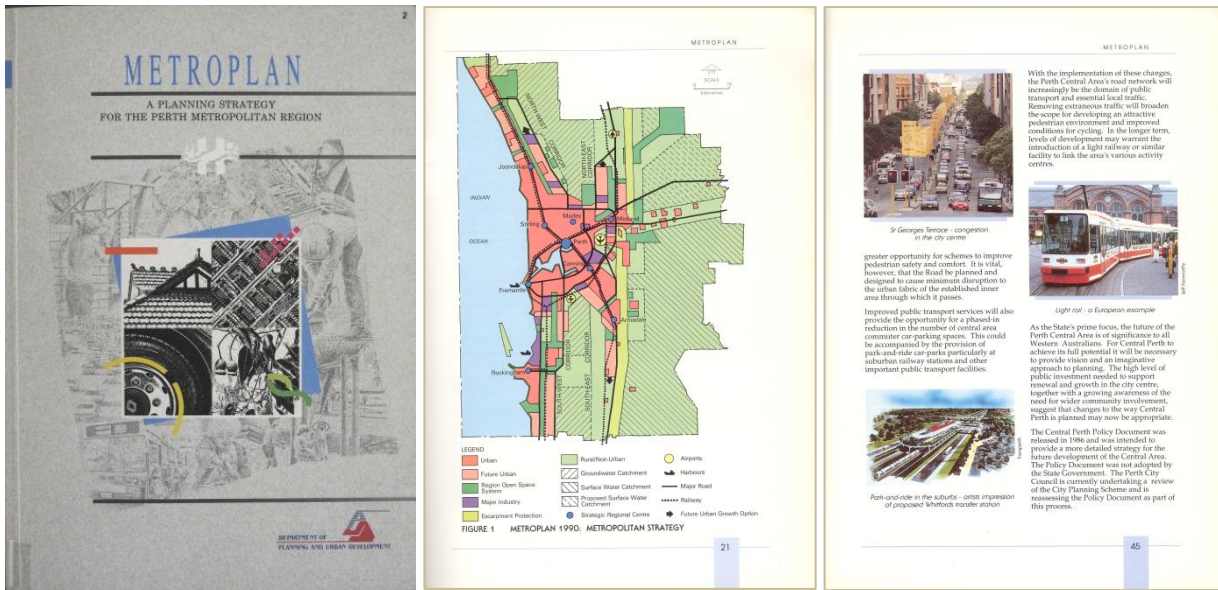 2
METROPLAN
A PLANNING STRATEGY
FOR THE PERTH METROPOLITAN REGION
DEPARTMENT OF
PLANNING AND URBAN DEVELOPMENT
METROPLAN
SCALE
kilometres
NORTH WEST
CORRIDOR
NORTH EAST
CORRIDOR
Joondalup
INDIAN
OCEAN
Stirling
Morley
Midland
Perth
Canning
Fremantle
Armadale
Rockingham
SOUTH WEST
CORRIDOR
SOUTH EAST
CORRIDOR
LEGEND
Urban
Future Urban
Region Open Space
System
Major Industry
Escarpment Protection
Rural/Non-Urban
Groundwater Catchment
Surface Water Catchment
Proposed Surface Water
Catchment
Strategic Regional Centre
Airports
Harbours
Major Road
Railway
Future Urban Growth Option
FIGURE 1 METROPLAN 1990: METROPOLITAN STRATEGY
21
METROPLAN
St Georges Terrace - congestion
in the city centre
greater opportunity for schemes to improve
pedestrian safety and comfort. It is vital,
however, that the Road be planned and
designed to cause minimum disruption to
the urban fabric of the established inner
area through which it passes.
Improved public transport services will also
provide the opportunity for a phased-in
reduction in the number of central area
commuter car-parking spaces. This could
be accompanied by the provision of
park-and-ride car-parks particularly at
suburban railway stations and other
important public transport facilities.
Transperth
Park-and-ride in the suburbs - artists impression
of proposed Whitfords transfer station
With the implementation of these changes,
the Perth Central Area's road network will
increasingly be the domain of public
transport and essential local traffic.
Removing extraneous traffic will broaden
the scope for developing an attractive
pedestrian environment and improved
conditions for cycling. In the longer term,
levels of development may warrant the
introduction of a light railway or similar
facility to link the area's various activity
centres.
Jeff Kenworthy
Light rail - a European example
As the State's prime focus, the future of the
Perth Central Area is of significance to all
Western Australians. For Central Perth to
achieve its full potential it will be necessary
to provide vision and an imaginative
approach to planning. The high level of
public investment needed to support
renewal and growth in the city centre,
together with a growing awareness of the
need for wider community involvement,
suggest that changes to the way Central
Perth is planned may now be appropriate.
The Central Perth Policy Document was
released in 1986 and was intended to
provide a more detailed strategy for the
future development of the Central Area.
The Policy Document was not adopted by
the State Government. The Perth City
Council is currently undertaking a review
of the City Planning Scheme and is
reassessing the Policy Document as part of
this process.
45